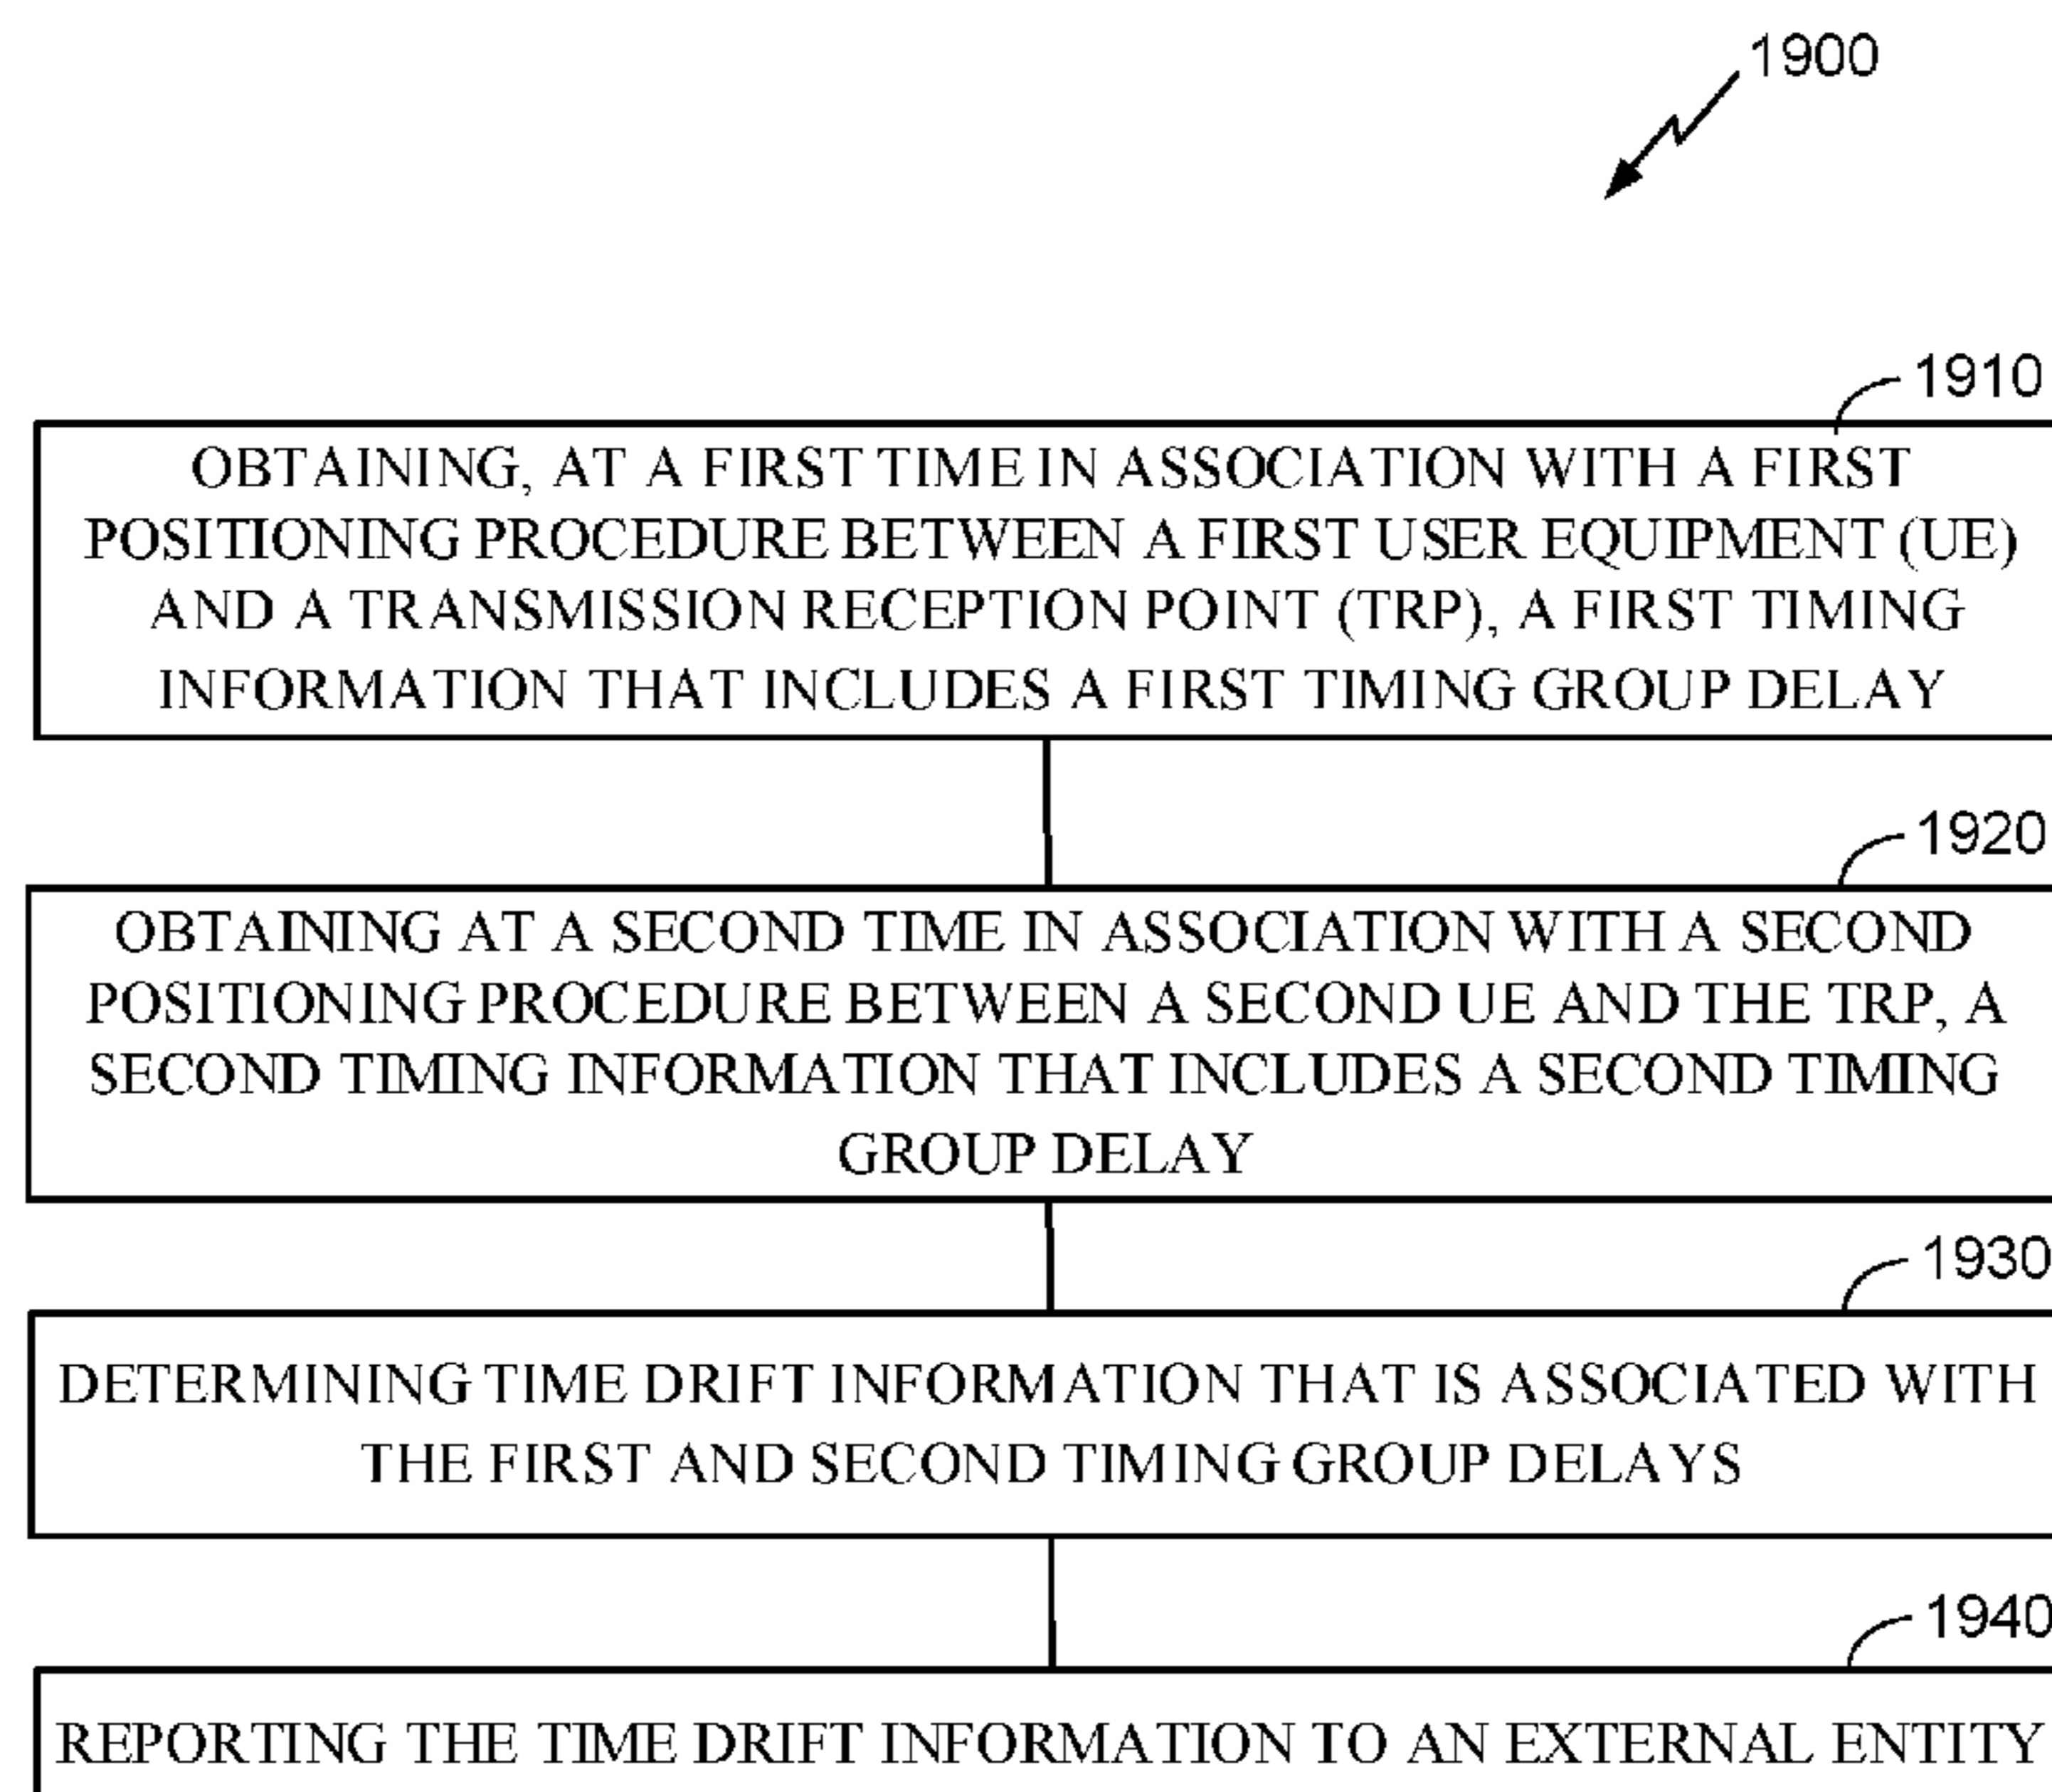 1900
1910
OBTAINING, AT A FIRST TIME IN ASSOCIATION WITH A FIRST
POSITIONING PROCEDURE BETWEEN A FIRST USER EQUIPMENT (UE)
AND A TRANSMISSION RECEPTION POINT (TRP), A FIRST TIMING
INFORMATION THAT INCLUDES A FIRST TIMING GROUP DELAY
1920
OBTAINING AT A SECOND TIME IN ASSOCIATION WITH A SECOND
POSITIONING PROCEDURE BETWEEN A SECOND UE AND THE TRP, A
SECOND TIMING INFORMATION THAT INCLUDES A SECOND TIMING
GROUP DELAY
1930
DETERMINING TIME DRIFT INFORMATION THAT IS ASSOCIATED WITH
THE FIRST AND SECOND TIMING GROUP DELAYS
1940
REPORTING THE TIME DRIFT INFORMATION TO AN EXTERNAL ENTITY